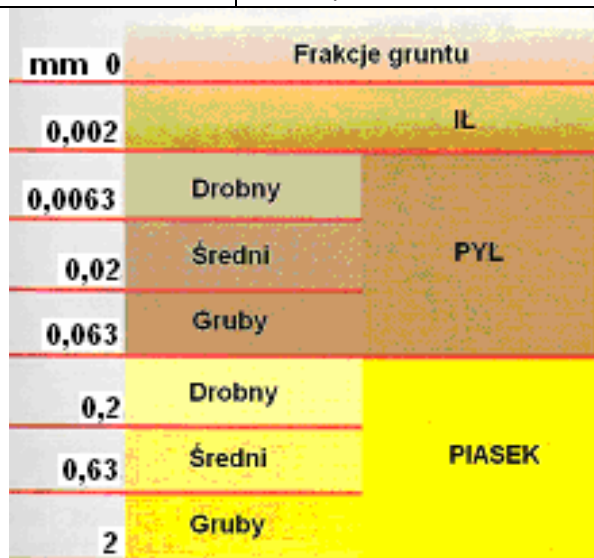 mm 0 Frakcje gruntu
0,002 IŁ
0,0063 Drobny
0,02 Średni PYŁ
0,063 Gruby
0,2 Drobny
0,63 Średni PIASEK
2 Gruby